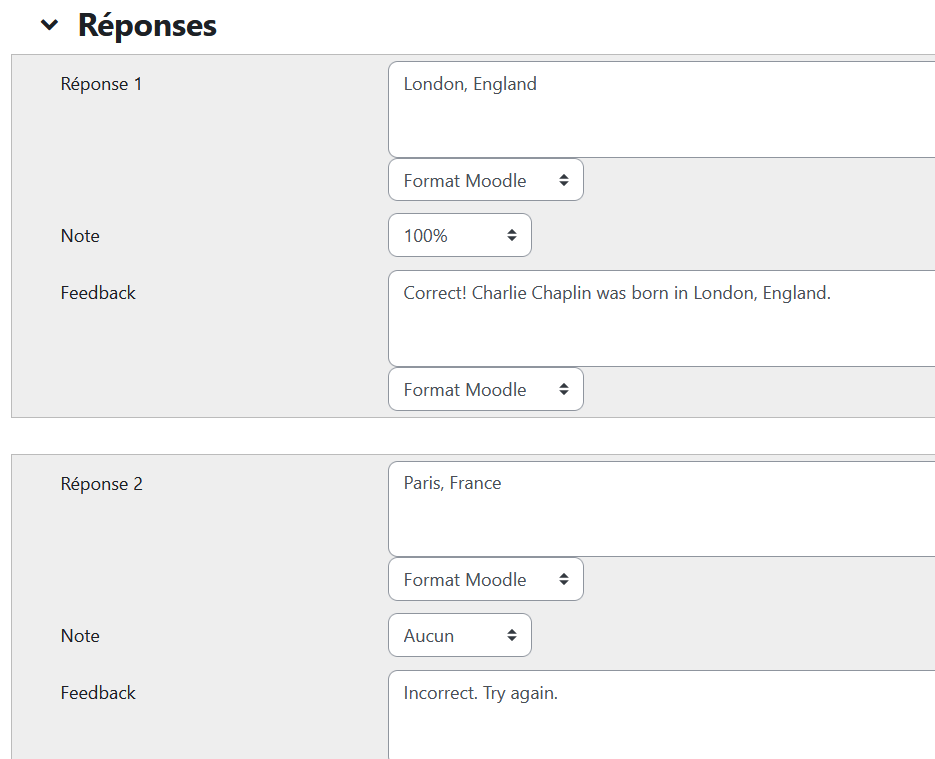 Réponses
Réponse 1
London, England
Format Moodle
Note
100%
Feedback
Correct! Charlie Chaplin was born in London, England.
Format Moodle
Réponse 2
Paris, France
Format Moodle
Note
Aucun
Feedback
Incorrect. Try again.